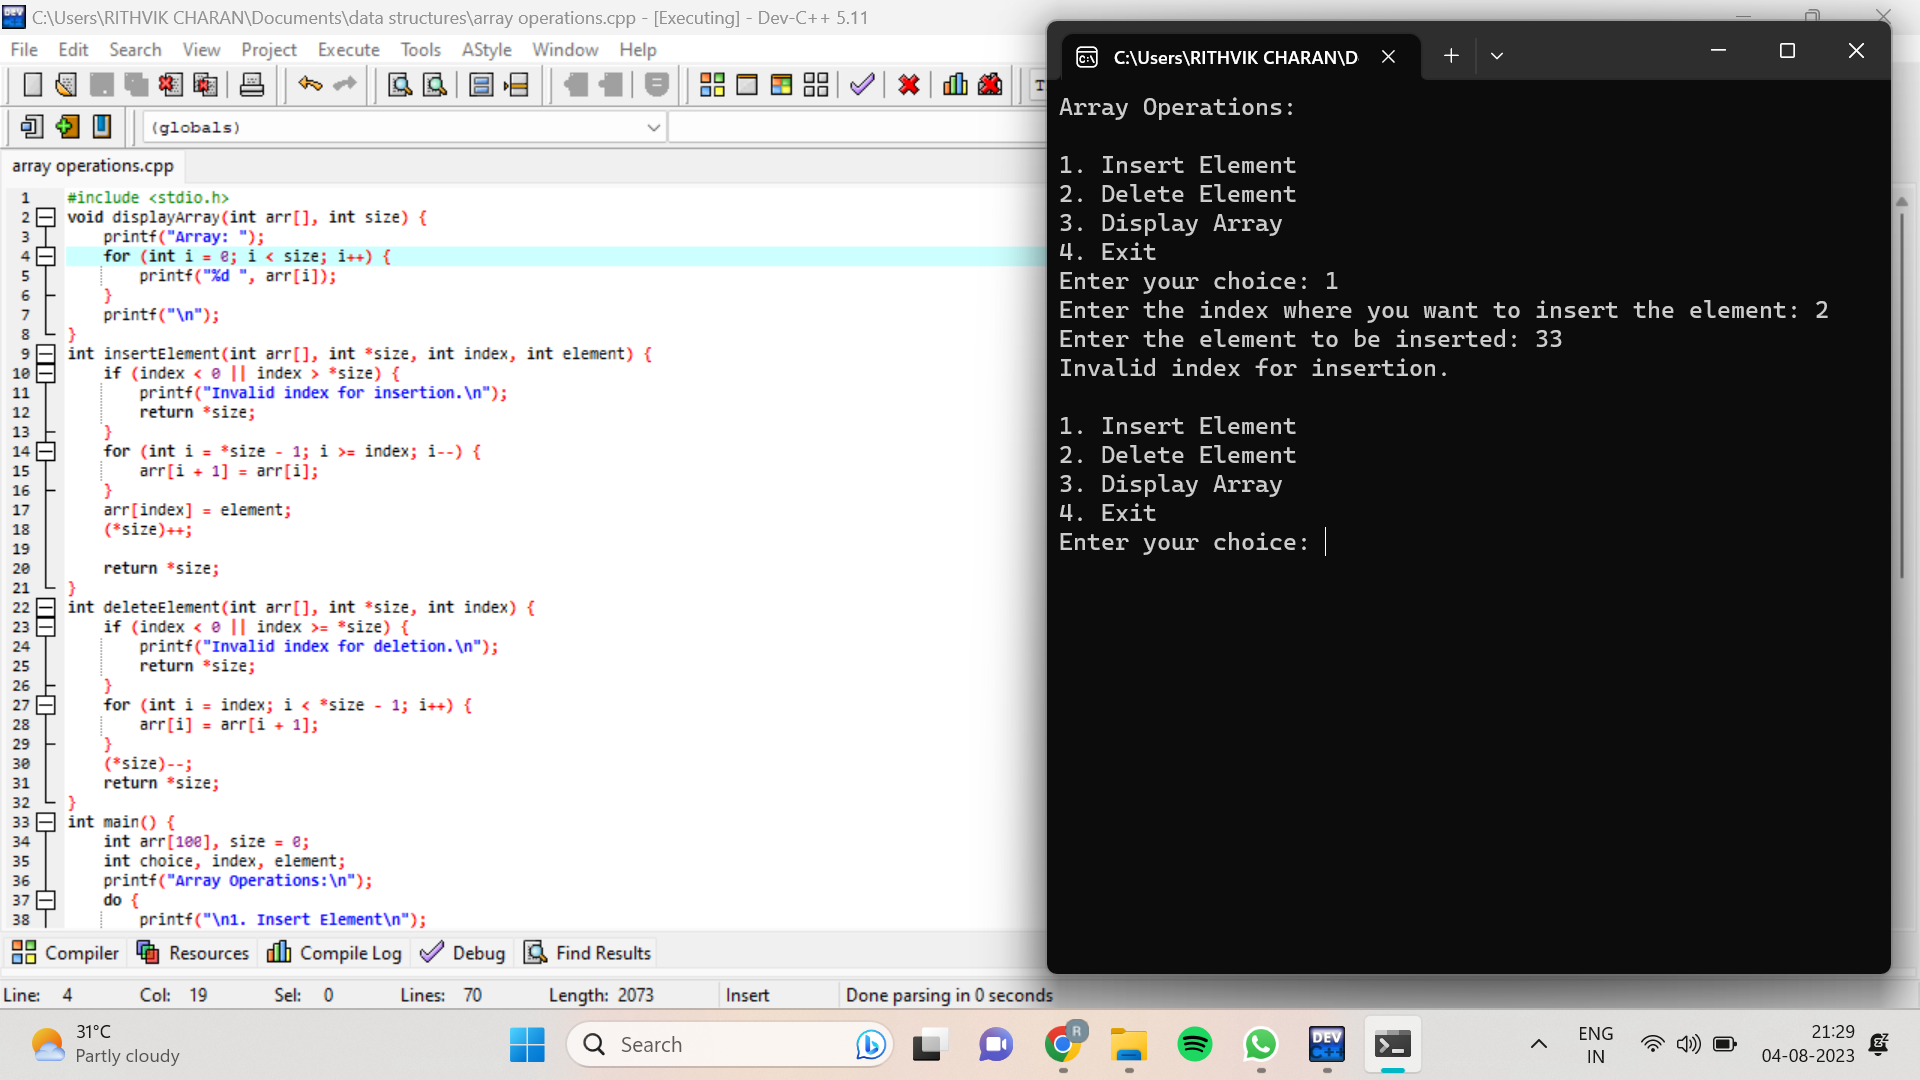 C:\Users\RITHVIK CHARAN\Documents\data structures\array operations.cpp - [Executing] - Dev-C++ 5.11
File Edit Search View Project Execute Tools AStyle Window Help
(globals)
array operations.cpp
1 #include <stdio.h>
2 void displayArray(int arr[], int size) {
3 printf("Array: ");
4 for (int i = 0; i < size; i++) {
5 printf("%d ", arr[i]);
6 }
7 printf("\n");
8 }
9 int insertElement(int arr[], int *size, int index, int element) {
10 if (index < 0 || index > *size) {
11 printf("Invalid index for insertion.\n");
12 return *size;
13 }
14 for (int i = *size - 1; i >= index; i--) {
15 arr[i + 1] = arr[i];
16 }
17 arr[index] = element;
18 (*size)++;
19
20 return *size;
21 }
22 int deleteElement(int arr[], int *size, int index) {
23 if (index < 0 || index >= *size) {
24 printf("Invalid index for deletion.\n");
25 return *size;
26 }
27 for (int i = index; i < *size - 1; i++) {
28 arr[i] = arr[i + 1];
29 }
30 (*size)--;
31 return *size;
32 }
33 int main() {
34 int arr[100], size = 0;
35 int choice, index, element;
36 printf("Array Operations:\n");
37 do {
38 printf("\n1. Insert Element\n");
Compiler Resources Compile Log Debug Find Results
Line: 4 Col: 19 Sel: 0 Lines: 70 Length: 2073 Insert Done parsing in 0 seconds
C:\Users\RITHVIK CHARAN\D
Array Operations:
1. Insert Element
2. Delete Element
3. Display Array
4. Exit
Enter your choice: 1
Enter the index where you want to insert the element: 2
Enter the element to be inserted: 33
Invalid index for insertion.
1. Insert Element
2. Delete Element
3. Display Array
4. Exit
Enter your choice:
31°C
Partly cloudy
Search
R
DEV
C++
ENG
IN
21:29
04-08-2023